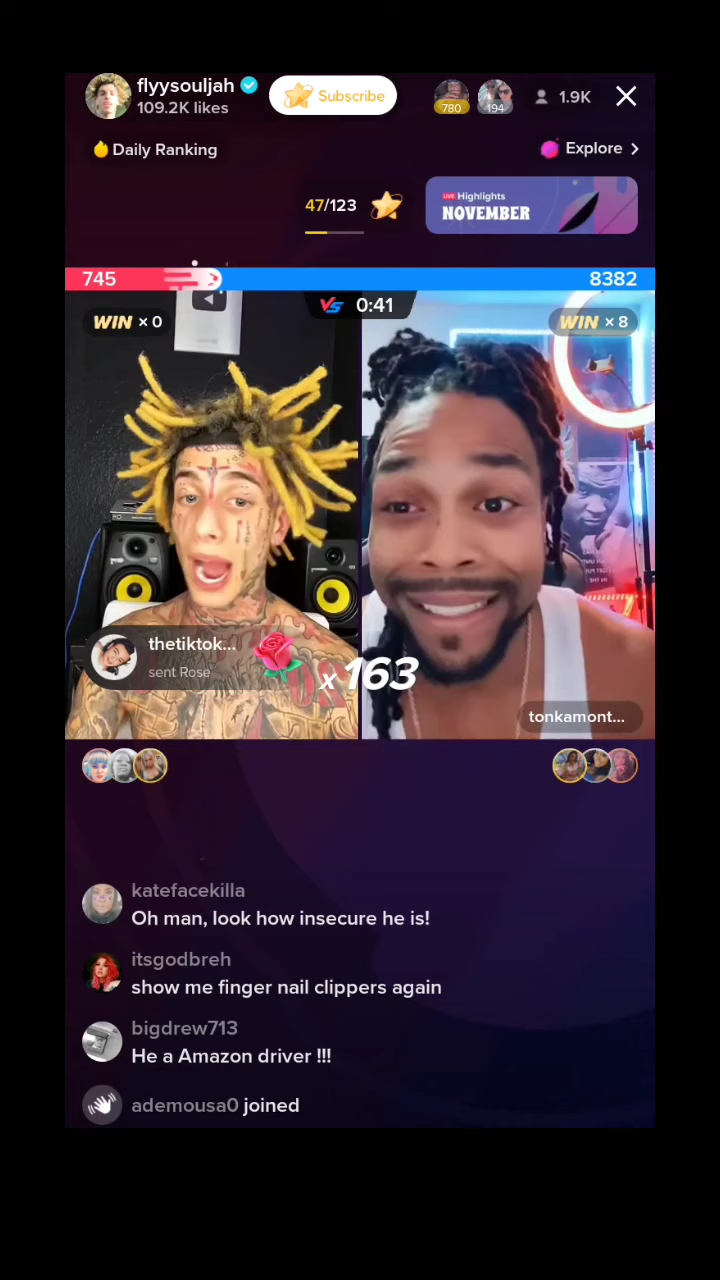 flyysouljah
109.2K likes
Subscribe
780
194
1.9K
Daily Ranking
Explore
47/123
LIVE Highlights
NOVEMBER
745
8382
VS 0:41
WIN × 0
WIN × 8
thetiktok...
sent Rose
x 163
tonkamont...
katefacekilla
Oh man, look how insecure he is!
itsgodbreh
show me finger nail clippers again
bigdrew713
He a Amazon driver !!!
ademousa0 joined